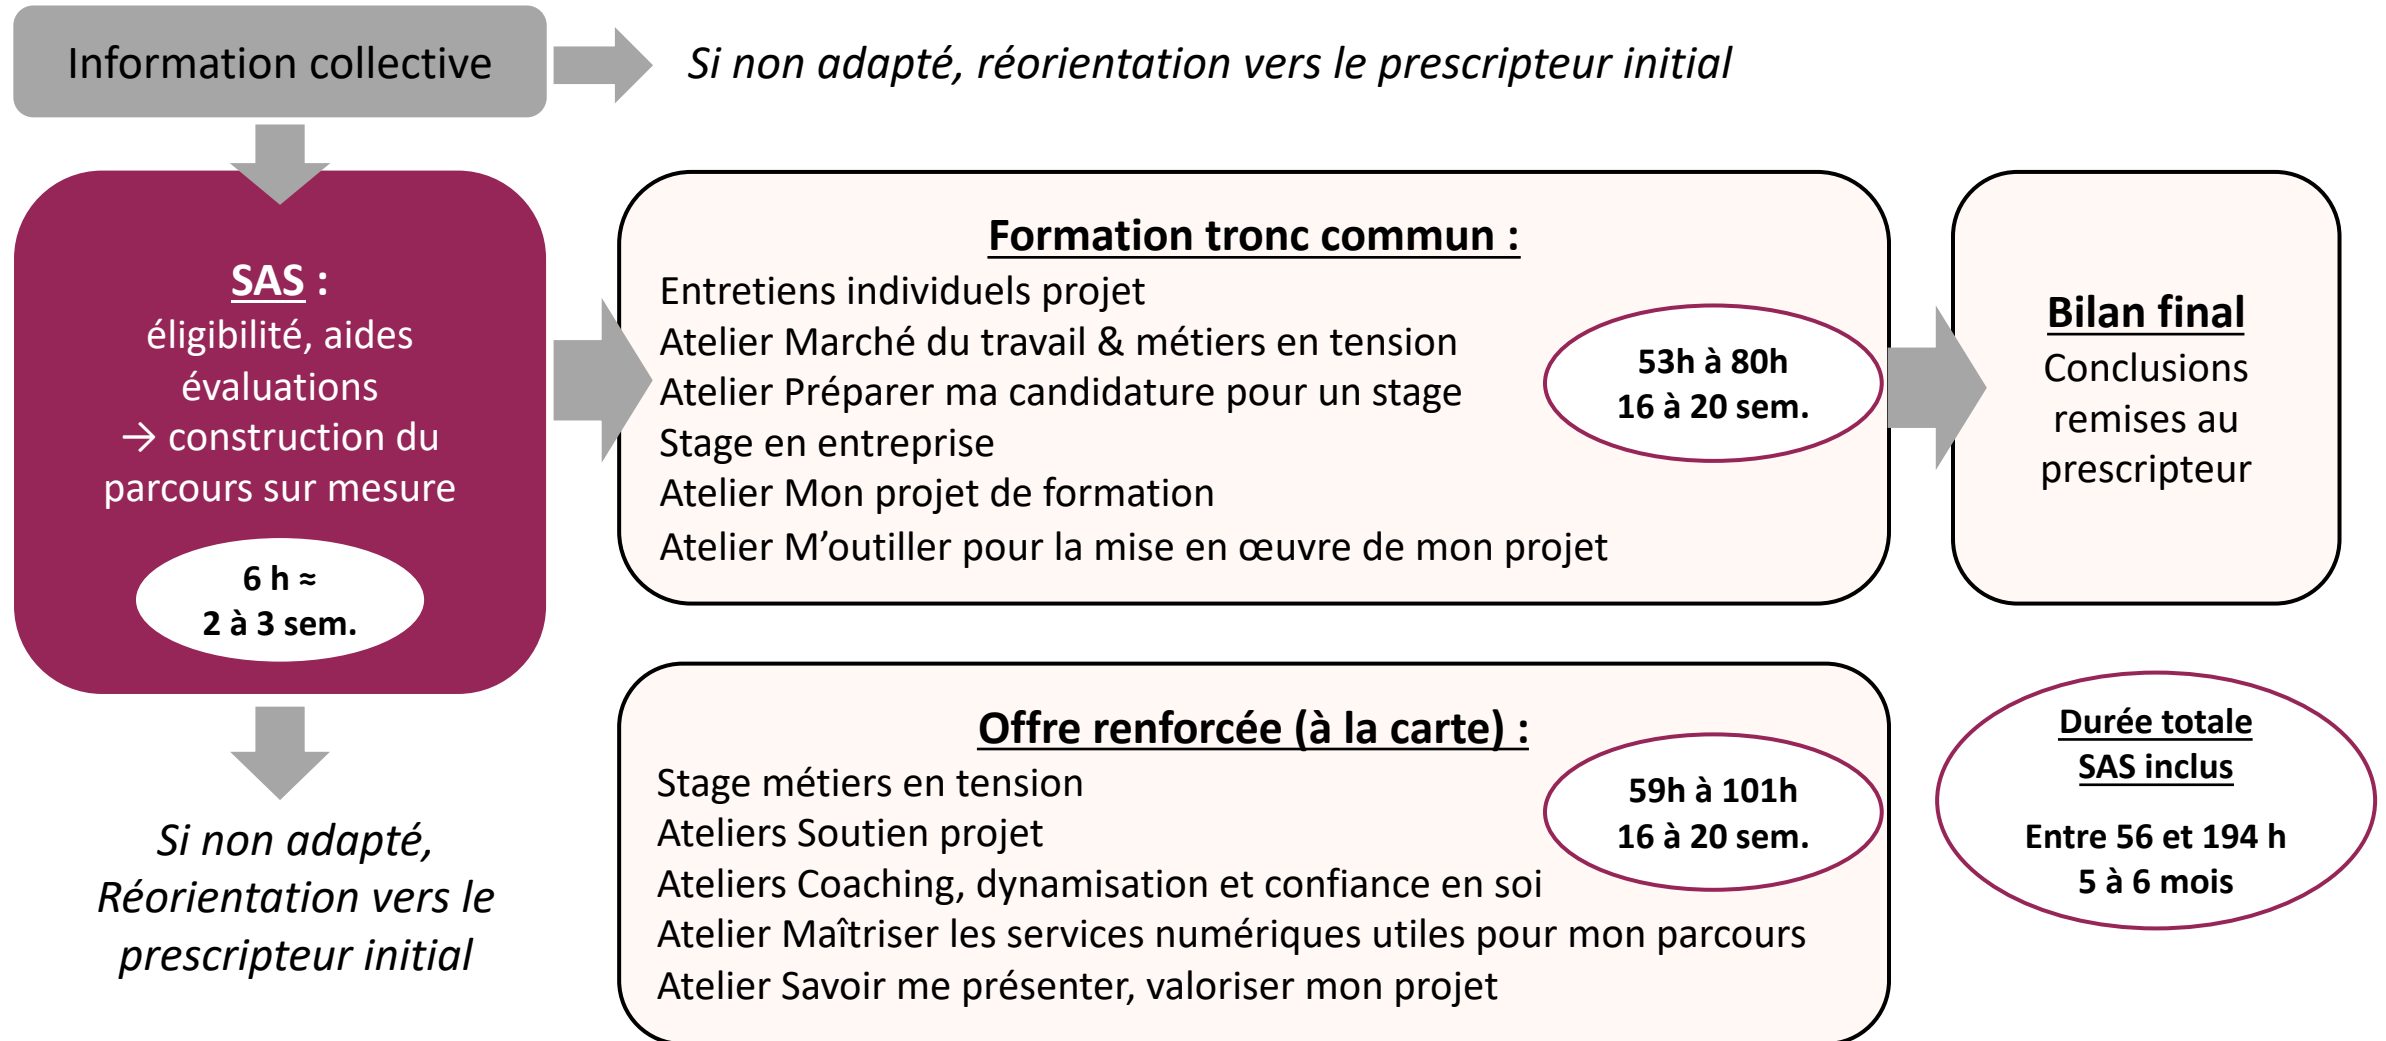 Information collective
Si non adapté, réorientation vers le prescripteur initial
SAS :
éligibilité, aides
évaluations
→ construction du
parcours sur mesure
6 h ≈
2 à 3 sem.
Si non adapté,
Réorientation vers le
prescripteur initial
Formation tronc commun :
Entretiens individuels projet
Atelier Marché du travail & métiers en tension
Atelier Préparer ma candidature pour un stage
Stage en entreprise
Atelier Mon projet de formation
Atelier M’outiller pour la mise en œuvre de mon projet
53h à 80h
16 à 20 sem.
Bilan final
Conclusions
remises au
prescripteur
Offre renforcée (à la carte) :
Stage métiers en tension
Ateliers Soutien projet
Ateliers Coaching, dynamisation et confiance en soi
Atelier Maîtriser les services numériques utiles pour mon parcours
Atelier Savoir me présenter, valoriser mon projet
59h à 101h
16 à 20 sem.
Durée totale
SAS inclus
Entre 56 et 194 h
5 à 6 mois